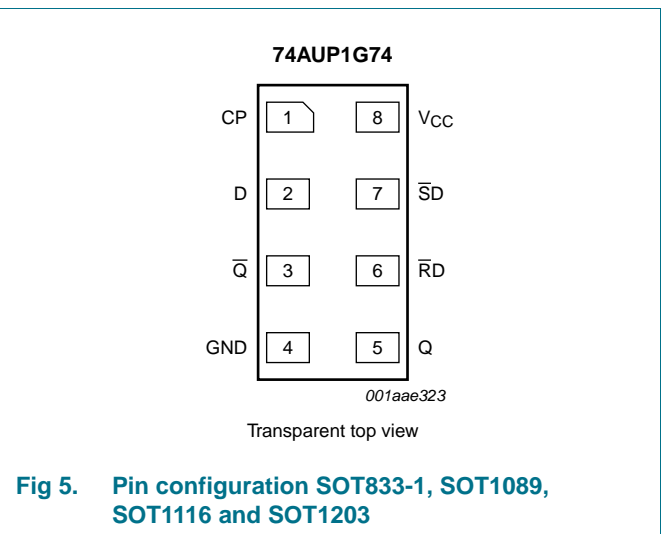 74AUP1G74
CP 1 8 VCC
D 2 7 S̅D
Q̅ 3 6 R̅D
GND 4 5 Q
001aae323
Transparent top view
Fig 5. Pin configuration SOT833-1, SOT1089,
SOT1116 and SOT1203